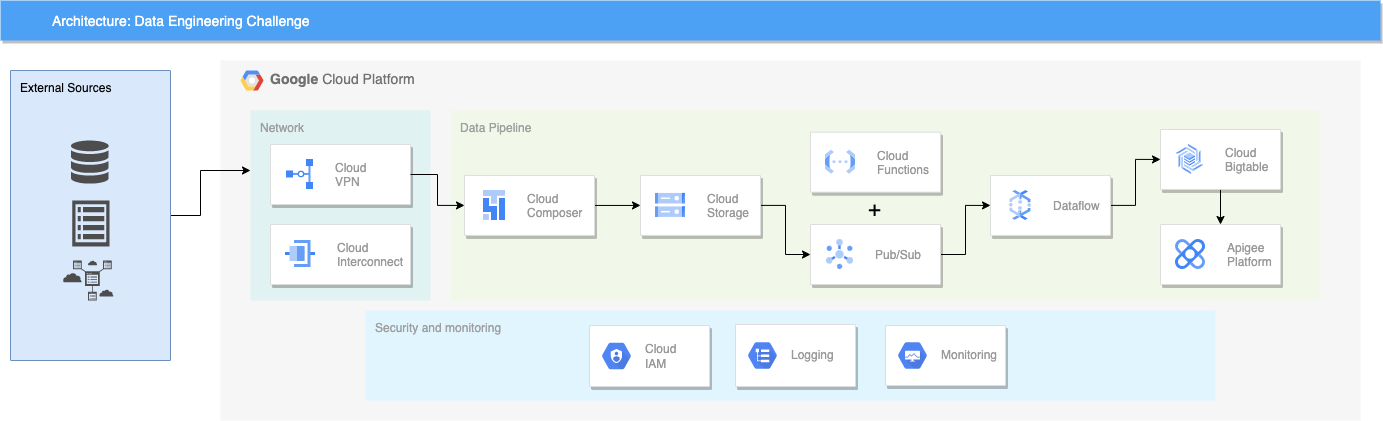 Architecture: Data Engineering Challenge
External Sources
Google Cloud Platform
Network
Cloud
VPN
Cloud
Interconnect
Data Pipeline
Cloud
Composer
Cloud
Storage
Cloud
Functions
+
Pub/Sub
Dataflow
Cloud
Bigtable
Apigee
Platform
Security and monitoring
Cloud
IAM
Logging
Monitoring